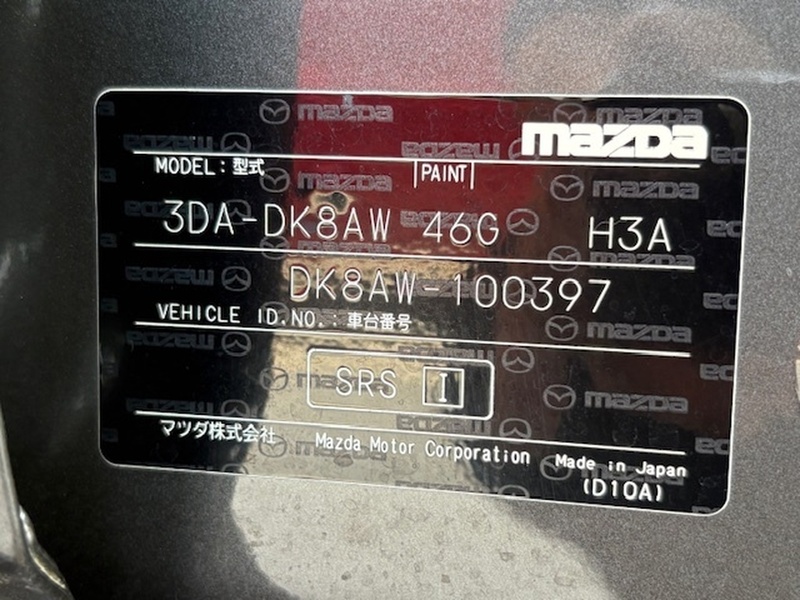 mazda
MODEL：型式 PAINT
3DA-DK8AW 46G H3A
DK8AW-100397
VEHICLE ID.NO.：車台番号
SRS I
マツダ株式会社 Mazda Motor Corporation Made in Japan
(D10A)